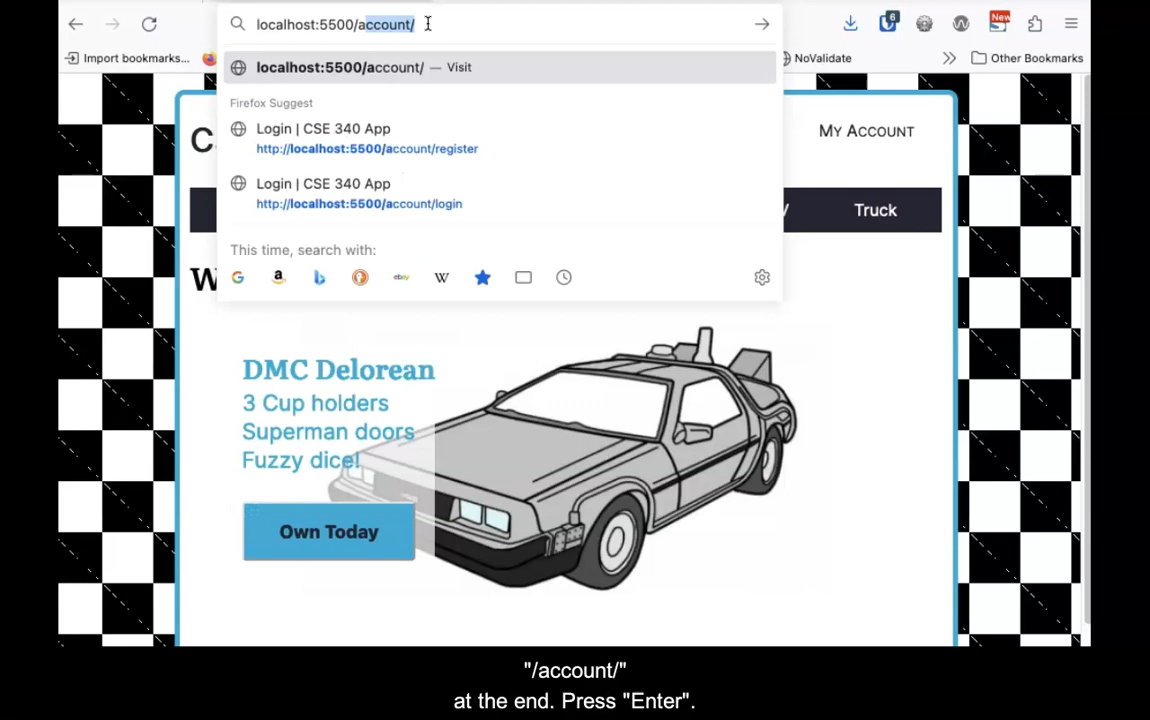 localhost:5500/account/
6
New
Import bookmarks...
NoValidate
Other Bookmarks
localhost:5500/account/ — Visit
Firefox Suggest
Login | CSE 340 App
http://localhost:5500/account/register
Login | CSE 340 App
http://localhost:5500/account/login
This time, search with:
MY ACCOUNT
Truck
W
DMC Delorean
3 Cup holders
Superman doors
Fuzzy dice!
Own Today
"/account/"
at the end. Press "Enter".